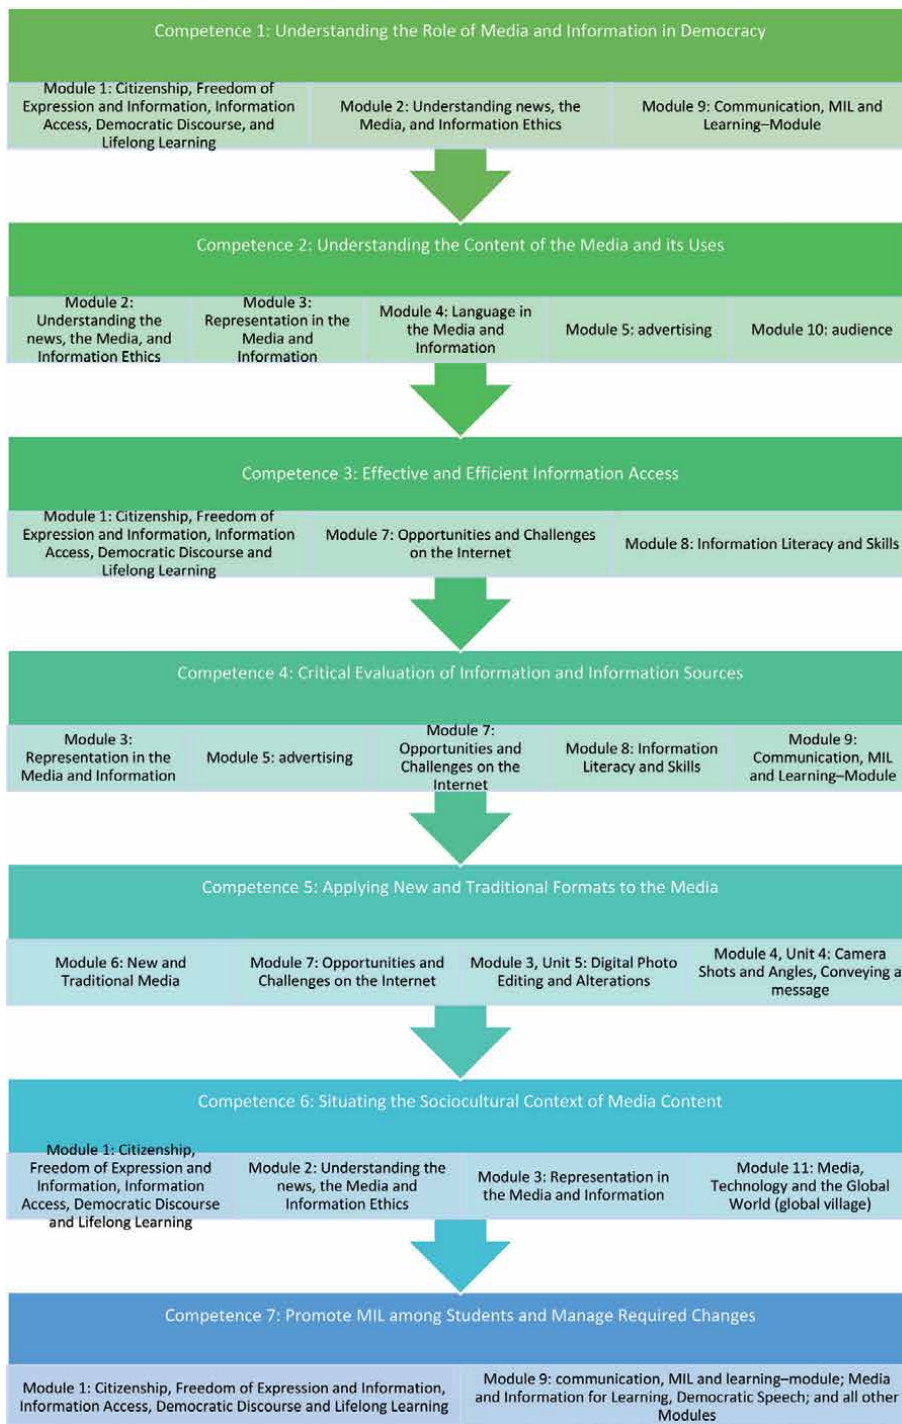 Competence 1: Understanding the Role of Media and Information in Democracy
Module 1: Citizenship, Freedom of
Expression and Information, Information
Access, Democratic Discourse, and
Lifelong Learning
Module 2: Understanding news, the
Media, and Information Ethics
Module 9: Communication, MIL and
Learning–Module
Competence 2: Understanding the Content of the Media and its Uses
Module 2:
Understanding the
news, the Media, and
Information Ethics
Module 3:
Representation in the
Media and
Information
Module 4: Language in
the Media and
Information
Module 5: advertising
Module 10: audience
Competence 3: Effective and Efficient Information Access
Module 1: Citizenship, Freedom of
Expression and Information, Information
Access, Democratic Discourse and
Lifelong Learning
Module 7: Opportunities and Challenges
on the Internet
Module 8: Information Literacy and Skills
Competence 4: Critical Evaluation of Information and Information Sources
Module 3:
Representation in the
Media and Information
Module 5: advertising
Module 7:
Opportunities and
Challenges on the
Internet
Module 8: Information
Literacy and Skills
Module 9:
Communication, MIL
and Learning–Module
Competence 5: Applying New and Traditional Formats to the Media
Module 6: New and
Traditional Media
Module 7: Opportunities and
Challenges on the Internet
Module 3, Unit 5: Digital Photo
Editing and Alterations
Module 4, Unit 4: Camera
Shots and Angles, Conveying a
message
Competence 6: Situating the Sociocultural Context of Media Content
Module 1: Citizenship,
Freedom of Expression and
Information, Information
Access, Democratic Discourse
and Lifelong Learning
Module 2: Understanding the
news, the Media and
Information Ethics
Module 3: Representation in
the Media and Information
Module 11: Media,
Technology and the Global
World (global village)
Competence 7: Promote MIL among Students and Manage Required Changes
Module 1: Citizenship, Freedom of Expression and Information,
Information Access, Democratic Discourse and Lifelong Learning
Module 9: communication, MIL and learning–module; Media
and Information for Learning, Democratic Speech; and all other
Modules